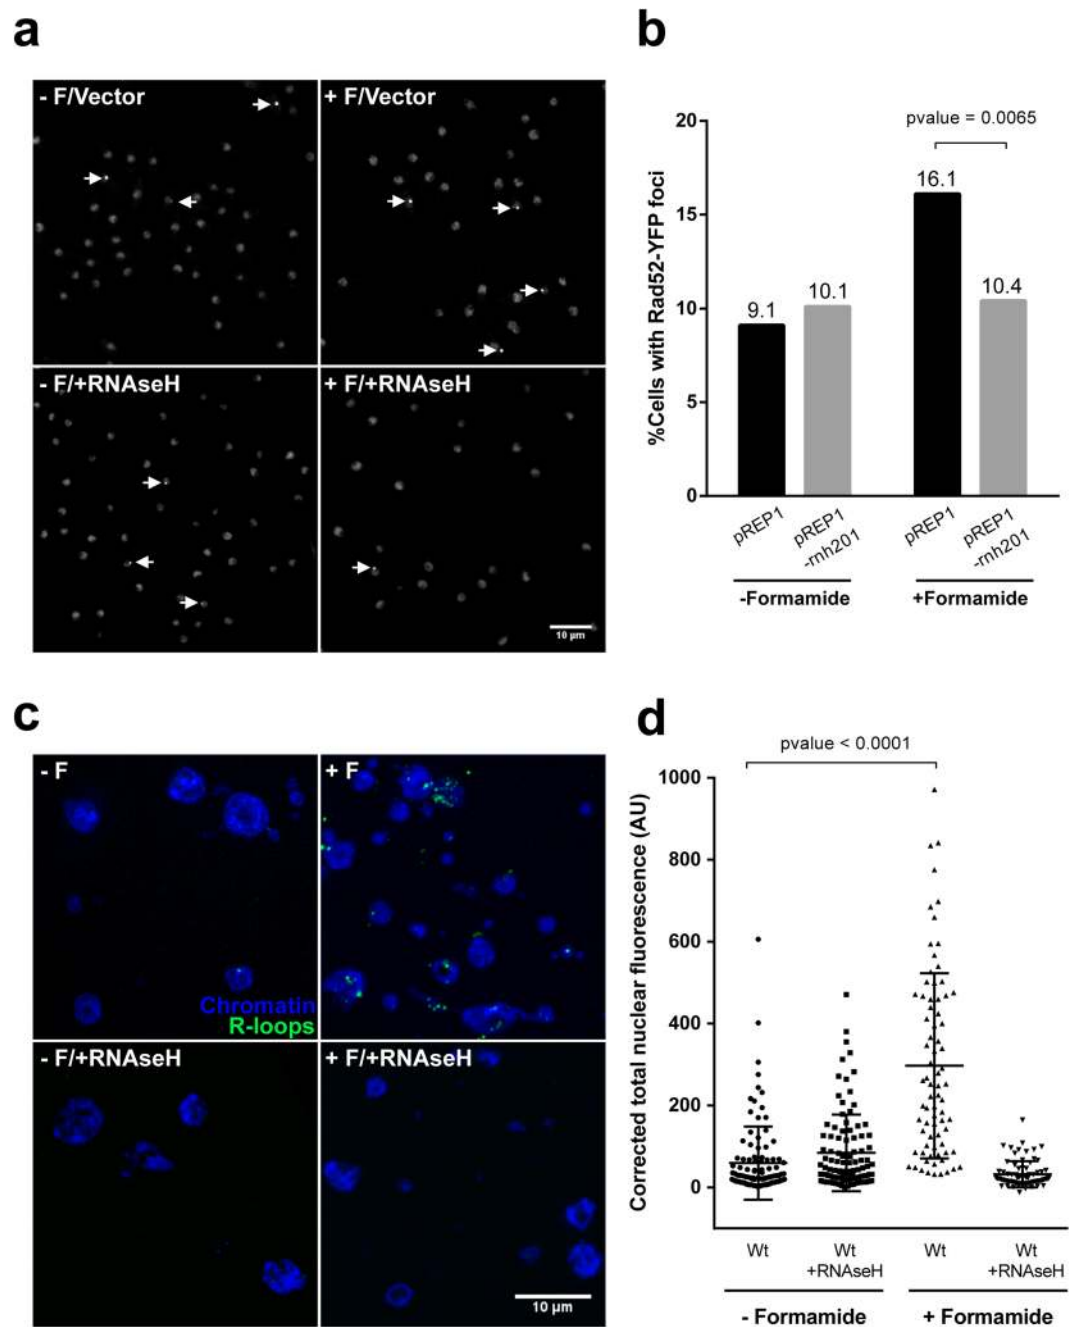 a
- F/Vector
+ F/Vector
- F/+RNAseH
+ F/+RNAseH
10 µm
b
%Cells with Rad52-YFP foci
20
15
10
5
0
pvalue = 0.0065
9.1
10.1
16.1
10.4
pREP1
pREP1
-rnh201
pREP1
pREP1
-rnh201
-Formamide
+Formamide
c
- F
+ F
Chromatin
R-loops
- F/+RNAseH
+ F/+RNAseH
10 µm
d
pvalue < 0.0001
Corrected total nuclear fluorescence (AU)
1000
800
600
400
200
0
Wt
Wt
+RNAseH
Wt
Wt
+RNAseH
- Formamide
+ Formamide